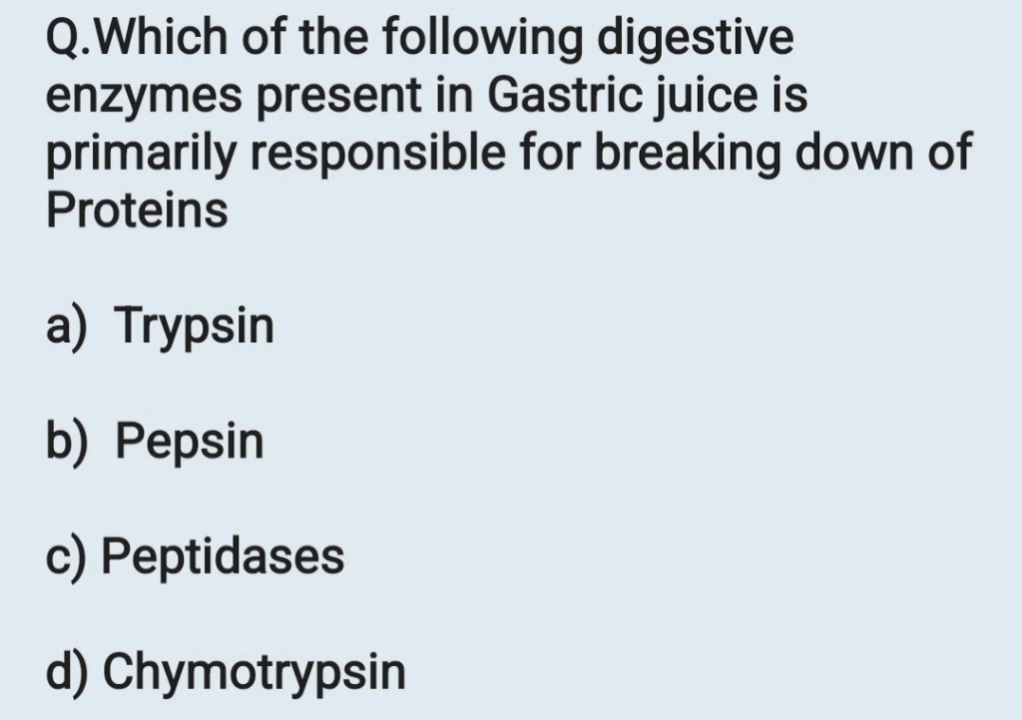 Q.Which of the following digestive
enzymes present in Gastric juice is
primarily responsible for breaking down of
Proteins
a) Trypsin
b) Pepsin
c) Peptidases
d) Chymotrypsin